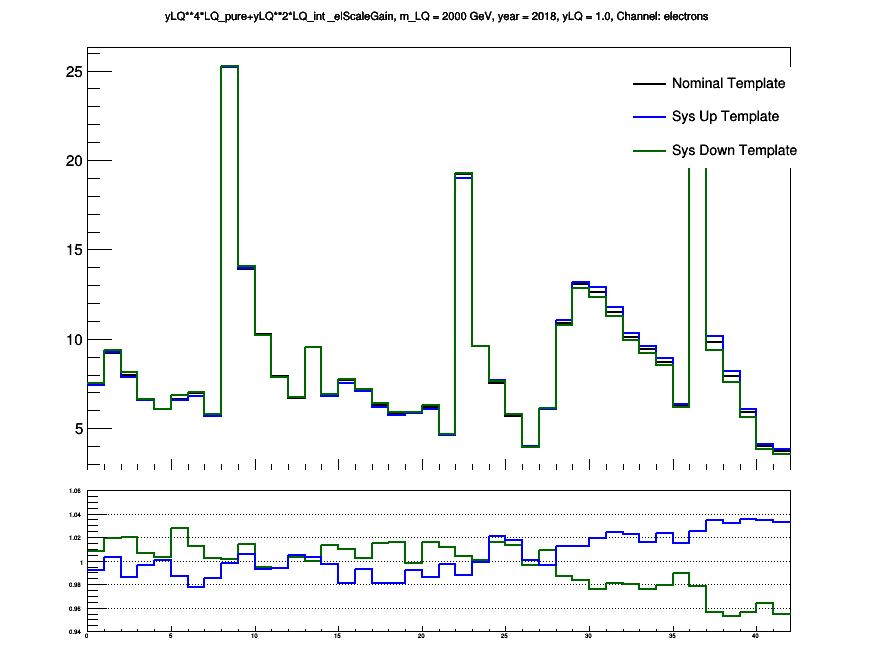 yLQ**4*LQ_pure+yLQ**2*LQ_int_elScaleGain, m_LQ = 2000 GeV, year = 2018, yLQ = 1.0, Channel: electrons
25
Nominal Template
Sys Up Template
Sys Down Template
20
15
10
5
1.06
1.04
1.02
1
0.98
0.96
0.94
0 5 10 15 20 25 30 35 40